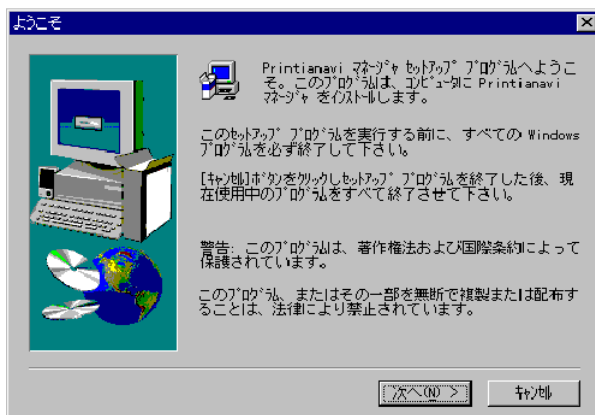 ようこそ
Printianavi ﾏﾈｰｼﾞｬ ｾｯﾄｱｯﾌﾟ ﾌﾟﾛｸﾞﾗﾑへようこ
そ。このﾌﾟﾛｸﾞﾗﾑは、ｺﾝﾋﾟｭｰﾀに Printianavi
ﾏﾈｰｼﾞｬ をｲﾝｽﾄｰﾙします。
このｾｯﾄｱｯﾌﾟ ﾌﾟﾛｸﾞﾗﾑを実行する前に、すべての Windows
ﾌﾟﾛｸﾞﾗﾑを必ず終了して下さい。
[ｷｬﾝｾﾙ]ﾎﾞﾀﾝをｸﾘｯｸしｾｯﾄｱｯﾌﾟ ﾌﾟﾛｸﾞﾗﾑを終了した後、現
在使用中のﾌﾟﾛｸﾞﾗﾑをすべて終了させて下さい。
警告: このﾌﾟﾛｸﾞﾗﾑは、著作権法および国際条約によって
保護されています。
このﾌﾟﾛｸﾞﾗﾑ、またはその一部を無断で複製または配布す
ることは、法律により禁止されています。
次へ(N) >
ｷｬﾝｾﾙ